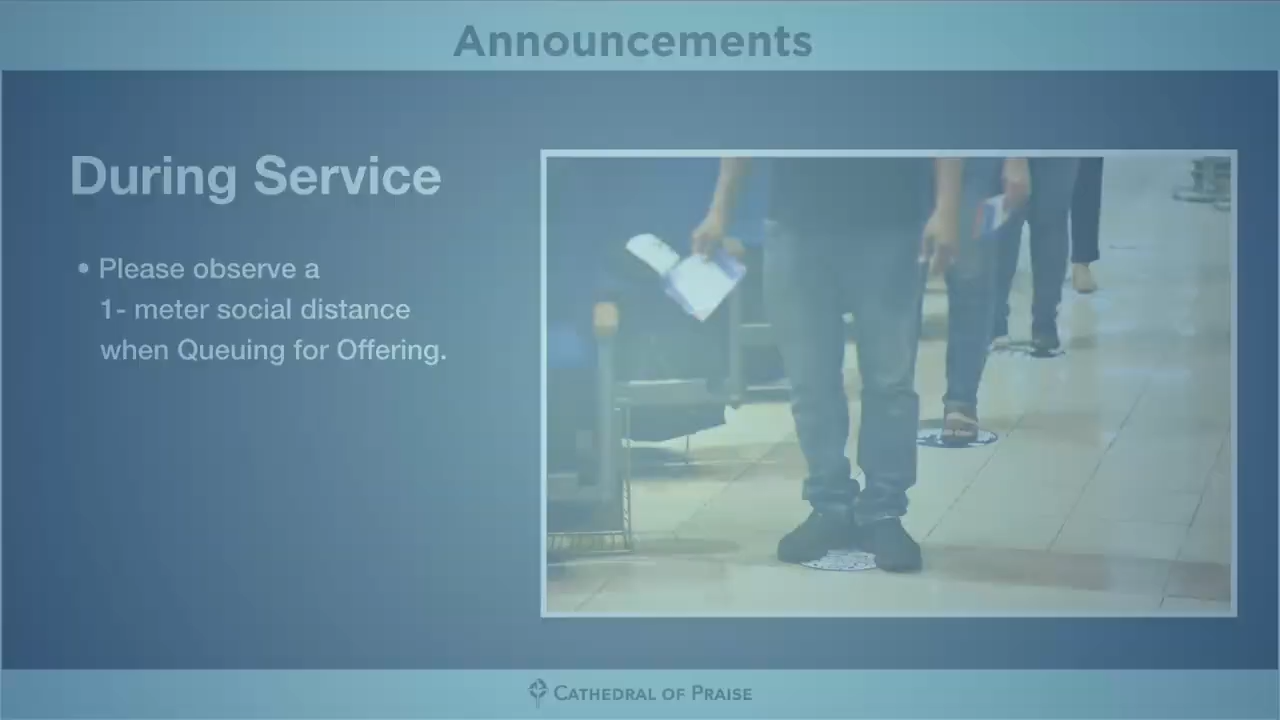 Announcements
During Service
• Please observe a
1- meter social distance
when Queuing for Offering.
CATHEDRAL OF PRAISE